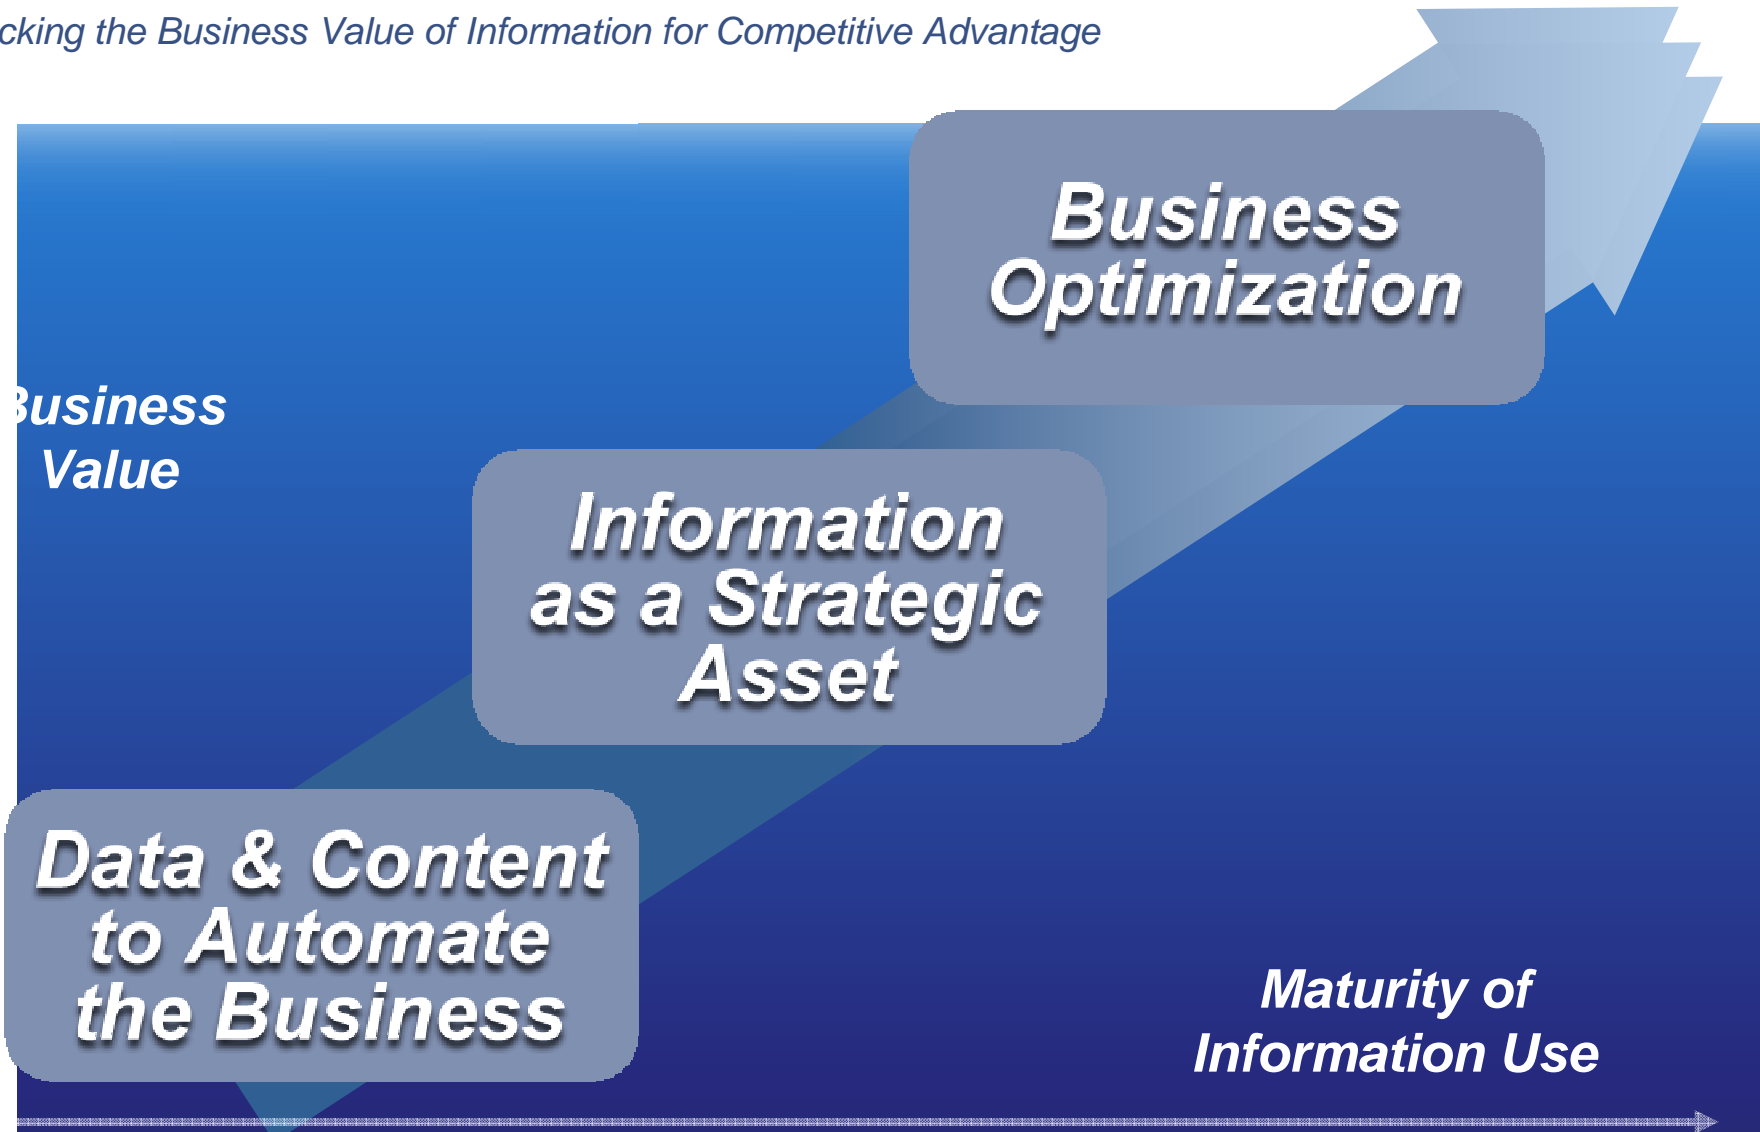 cking the Business Value of Information for Competitive Advantage
Business
Optimization
Business
Value
Information
as a Strategic
Asset
Data & Content
to Automate
the Business
Maturity of
Information Use